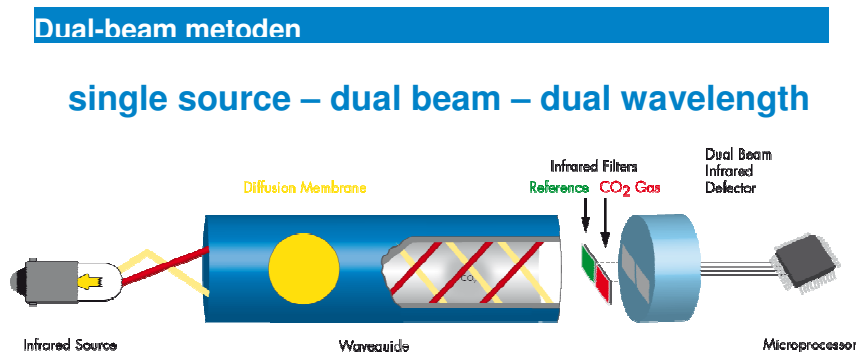 Dual-beam metoden
single source – dual beam – dual wavelength
Dual Beam
Infrared
Detector
Infrared Filters
Reference CO2 Gas
Diffusion Membrane
CO2
Infrared Source
Waveguide
Microprocessor